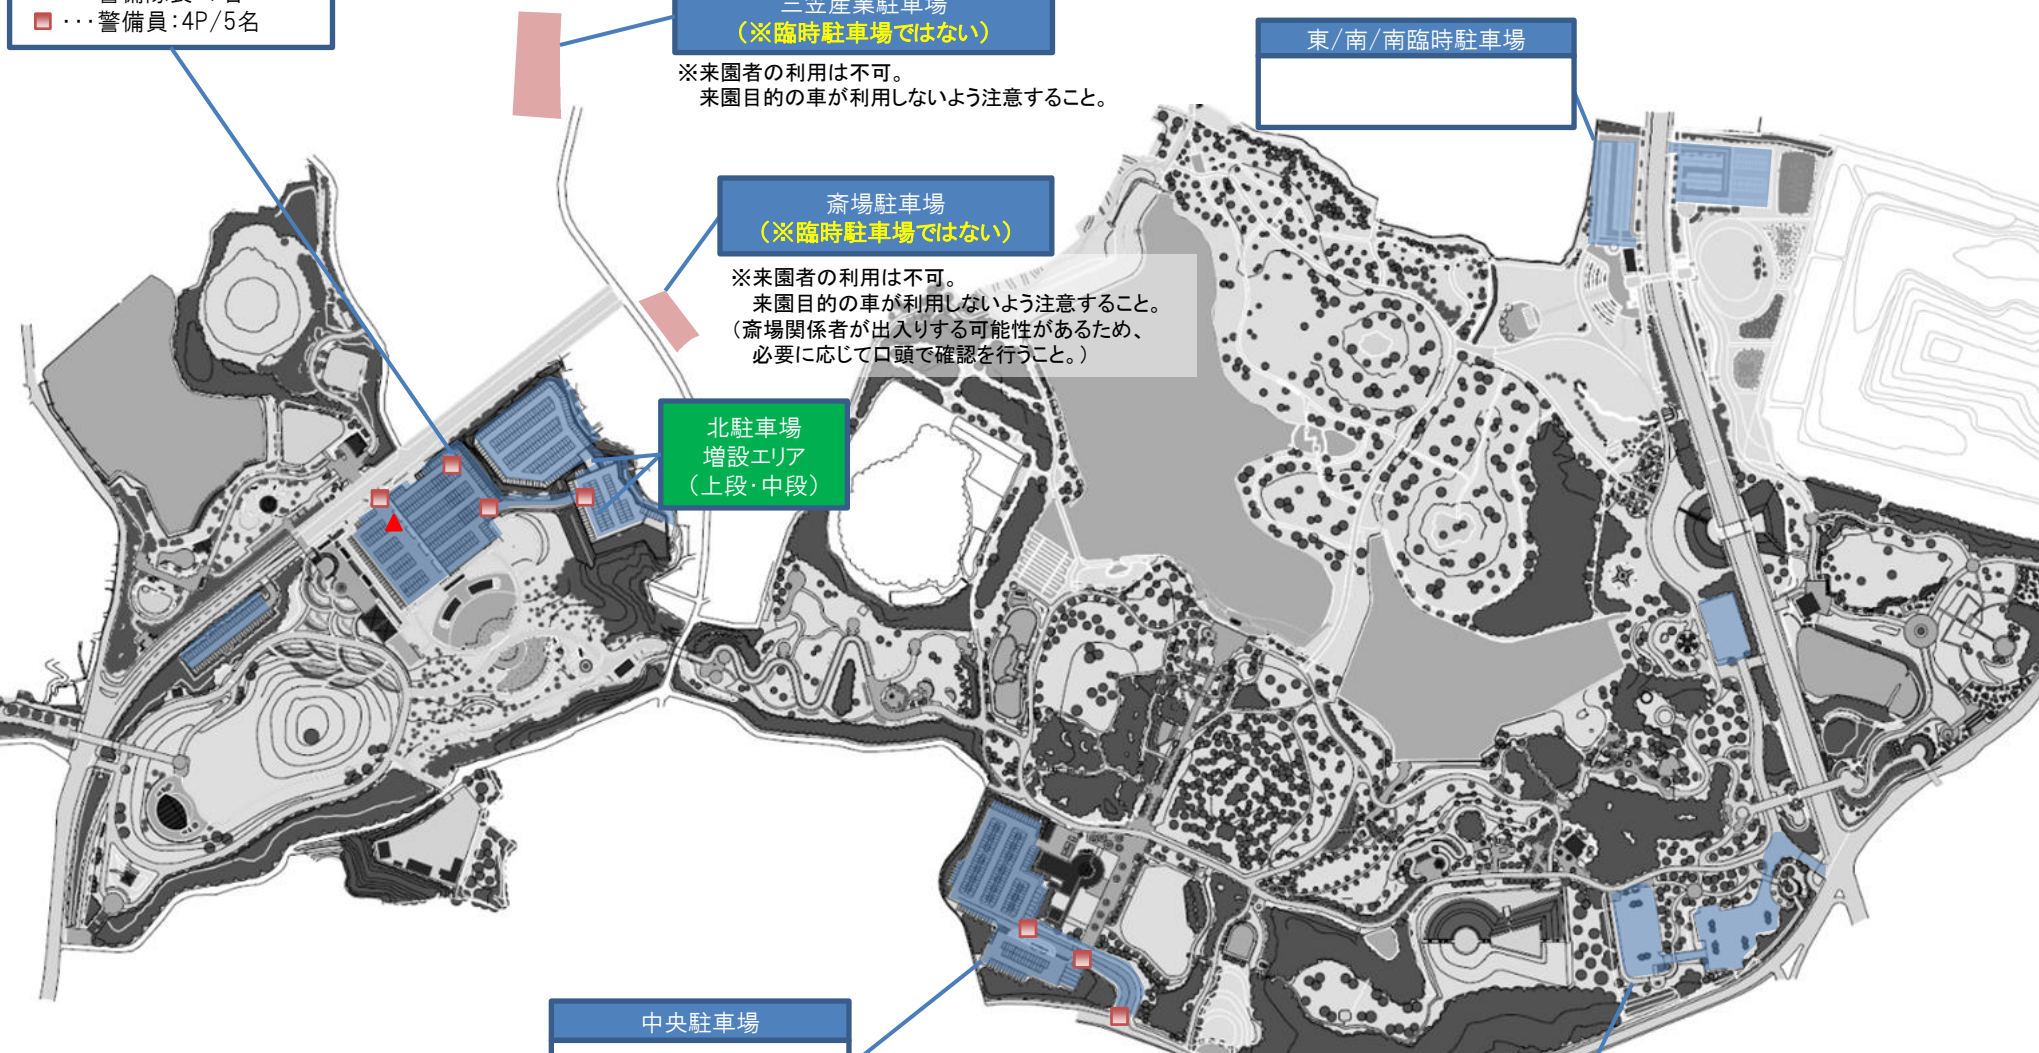 ･･･警備員：4P/5名
三笠産業駐車場
（※臨時駐車場ではない）
※来園者の利用は不可。
来園目的の車が利用しないよう注意すること。
東/南/南臨時駐車場
斎場駐車場
（※臨時駐車場ではない）
※来園者の利用は不可。
来園目的の車が利用しないよう注意すること。
（斎場関係者が出入りする可能性があるため、
必要に応じて口頭で確認を行うこと。）
北駐車場
増設エリア
（上段･中段）
中央駐車場